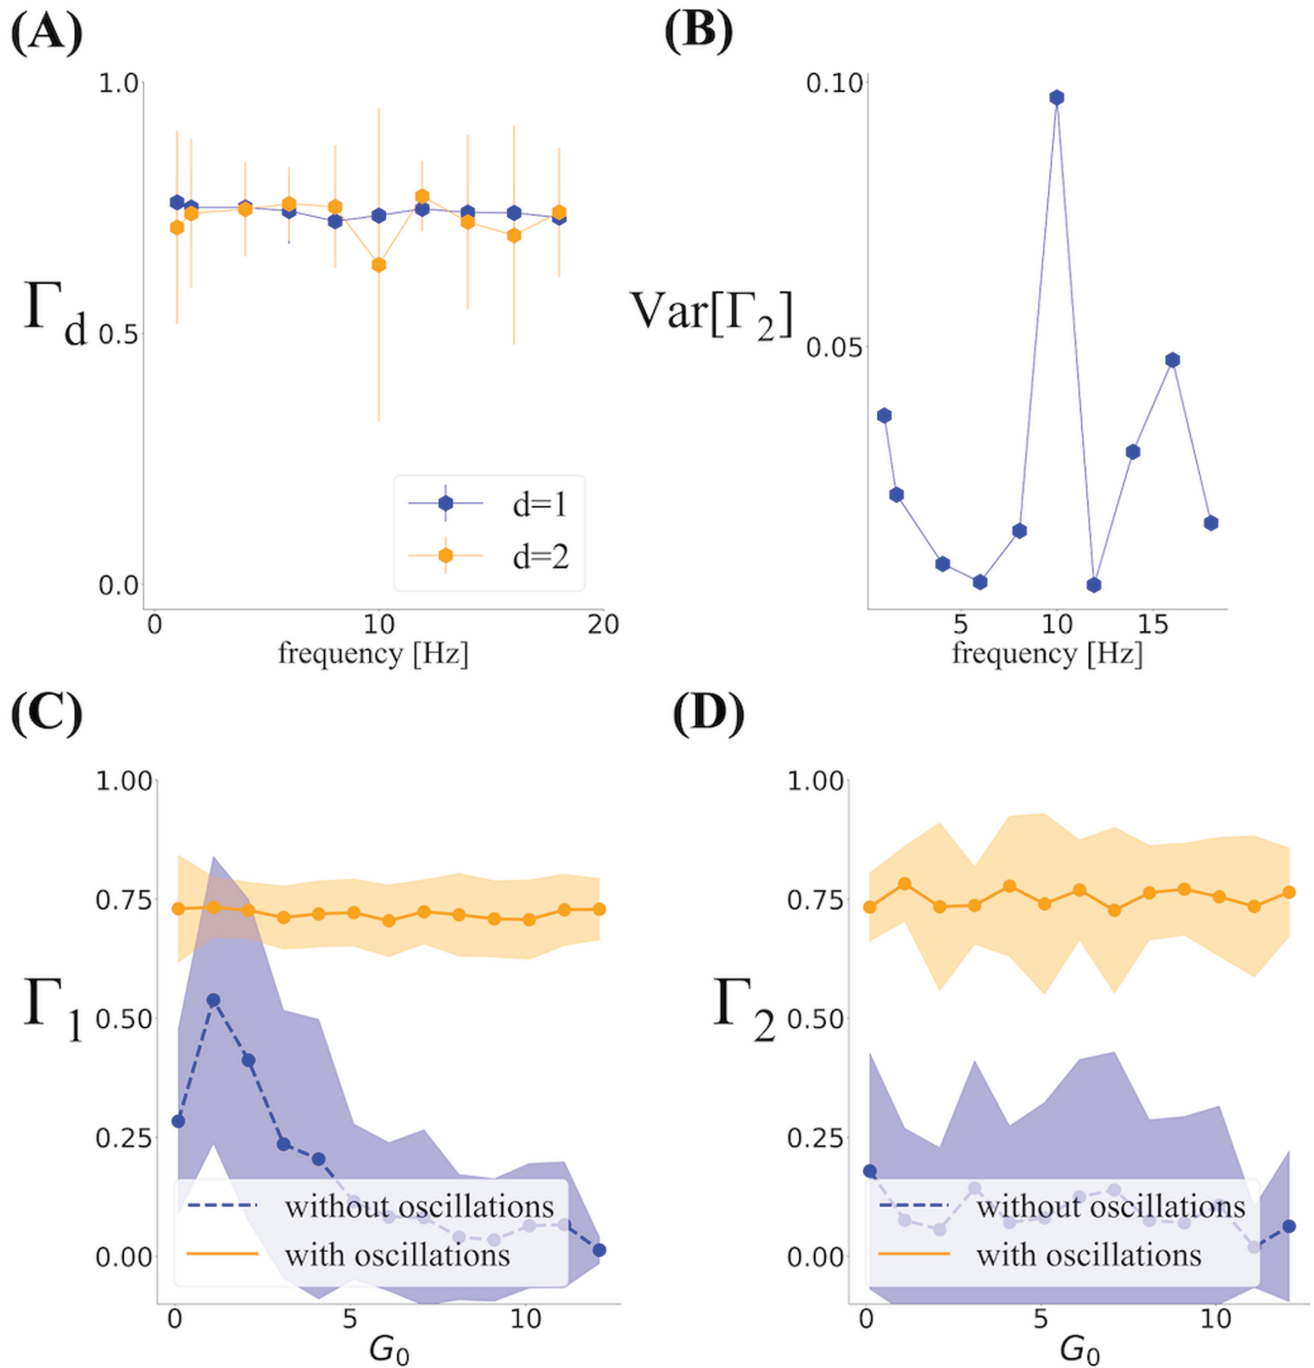 (A)
1.0
Γd 0.5
0.0
0 10 20
frequency [Hz]
d=1
d=2
(B)
0.10
Var[Γ2]
0.05
5 10 15
frequency [Hz]
(C)
1.00
0.75
Γ1 0.50
0.25
0.00
without oscillations
with oscillations
0 5 10
G0
(D)
1.00
0.75
Γ2 0.50
0.25
0.00
without oscillations
with oscillations
0 5 10
G0